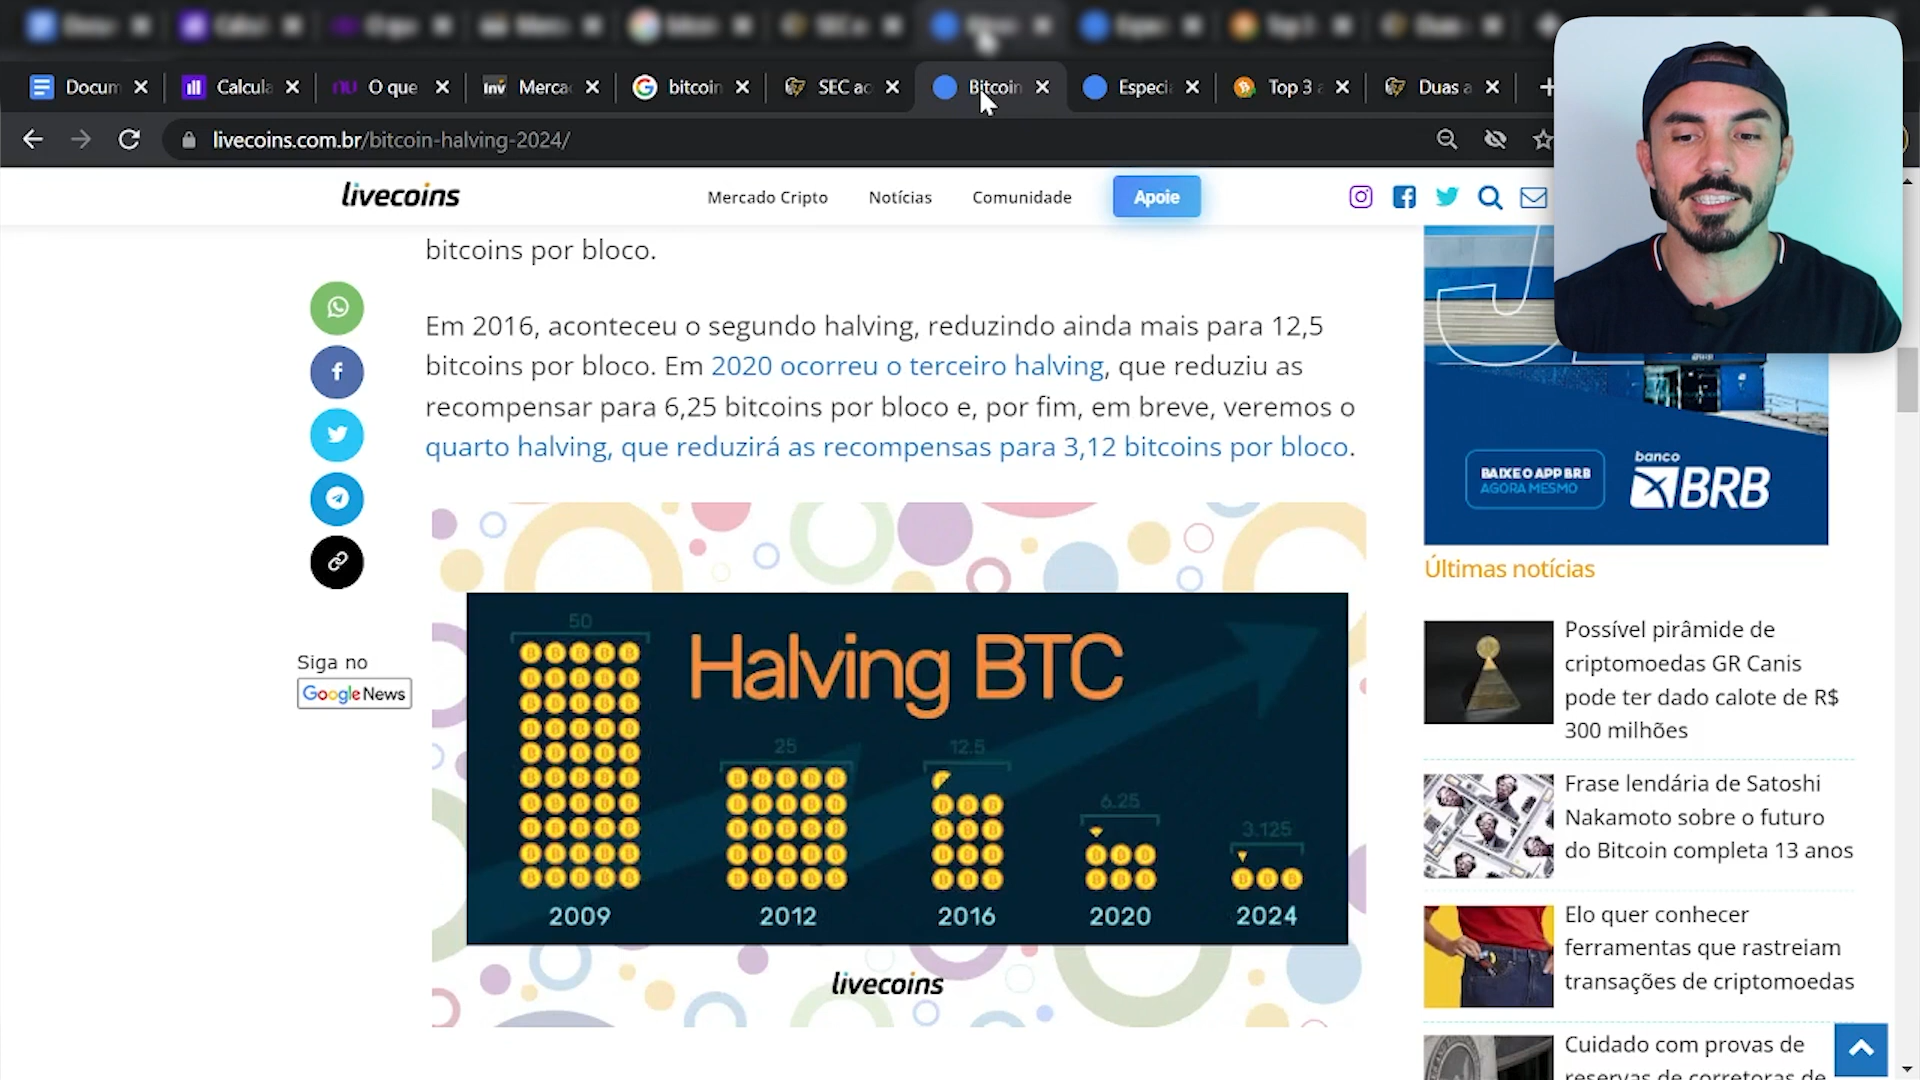 Docum
Calcula
nu O que
Inv Merca
bitcoin
SEC ac
Bitcoin
Especi
Top 3 a
Duas a
livecoins.com.br/bitcoin-halving-2024/
livecoins
Mercado Cripto
Notícias
Comunidade
Apoie
bitcoins por bloco.
Em 2016, aconteceu o segundo halving, reduzindo ainda mais para 12,5
bitcoins por bloco. Em 2020 ocorreu o terceiro halving, que reduziu as
recompensar para 6,25 bitcoins por bloco e, por fim, em breve, veremos o
quarto halving, que reduzirá as recompensas para 3,12 bitcoins por bloco.
Siga no
Google News
50
Halving BTC
25
12.5
6.25
3.125
2009
2012
2016
2020
2024
livecoins
BAIXE O APP BRB
AGORA MESMO
banco
BRB
Últimas notícias
Possível pirâmide de
criptomoedas GR Canis
pode ter dado calote de R$
300 milhões
Frase lendária de Satoshi
Nakamoto sobre o futuro
do Bitcoin completa 13 anos
Elo quer conhecer
ferramentas que rastreiam
transações de criptomoedas
Cuidado com provas de
reservas de corretoras de